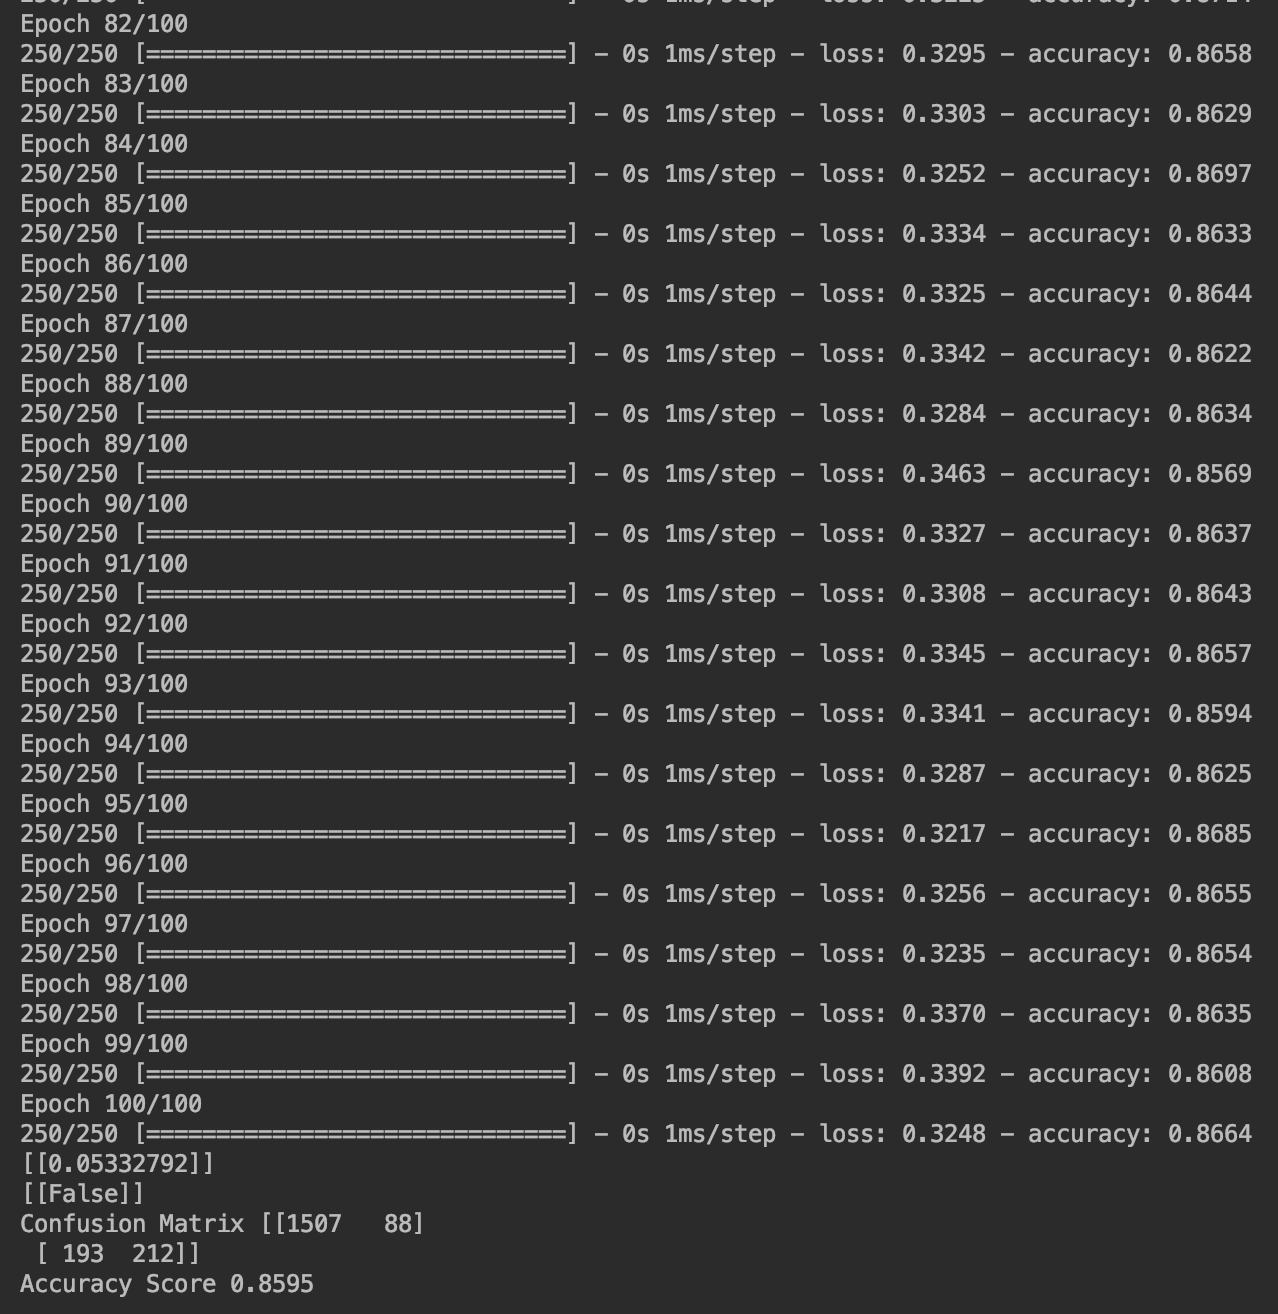 Epoch 82/100
250/250 [==============================] - 0s 1ms/step - loss: 0.3295 - accuracy: 0.8658
Epoch 83/100
250/250 [==============================] - 0s 1ms/step - loss: 0.3303 - accuracy: 0.8629
Epoch 84/100
250/250 [==============================] - 0s 1ms/step - loss: 0.3252 - accuracy: 0.8697
Epoch 85/100
250/250 [==============================] - 0s 1ms/step - loss: 0.3334 - accuracy: 0.8633
Epoch 86/100
250/250 [==============================] - 0s 1ms/step - loss: 0.3325 - accuracy: 0.8644
Epoch 87/100
250/250 [==============================] - 0s 1ms/step - loss: 0.3342 - accuracy: 0.8622
Epoch 88/100
250/250 [==============================] - 0s 1ms/step - loss: 0.3284 - accuracy: 0.8634
Epoch 89/100
250/250 [==============================] - 0s 1ms/step - loss: 0.3463 - accuracy: 0.8569
Epoch 90/100
250/250 [==============================] - 0s 1ms/step - loss: 0.3327 - accuracy: 0.8637
Epoch 91/100
250/250 [==============================] - 0s 1ms/step - loss: 0.3308 - accuracy: 0.8643
Epoch 92/100
250/250 [==============================] - 0s 1ms/step - loss: 0.3345 - accuracy: 0.8657
Epoch 93/100
250/250 [==============================] - 0s 1ms/step - loss: 0.3341 - accuracy: 0.8594
Epoch 94/100
250/250 [==============================] - 0s 1ms/step - loss: 0.3287 - accuracy: 0.8625
Epoch 95/100
250/250 [==============================] - 0s 1ms/step - loss: 0.3217 - accuracy: 0.8685
Epoch 96/100
250/250 [==============================] - 0s 1ms/step - loss: 0.3256 - accuracy: 0.8655
Epoch 97/100
250/250 [==============================] - 0s 1ms/step - loss: 0.3235 - accuracy: 0.8654
Epoch 98/100
250/250 [==============================] - 0s 1ms/step - loss: 0.3370 - accuracy: 0.8635
Epoch 99/100
250/250 [==============================] - 0s 1ms/step - loss: 0.3392 - accuracy: 0.8608
Epoch 100/100
250/250 [==============================] - 0s 1ms/step - loss: 0.3248 - accuracy: 0.8664
[[0.05332792]]
[[False]]
Confusion Matrix [[1507   88]
 [ 193  212]]
Accuracy Score 0.8595